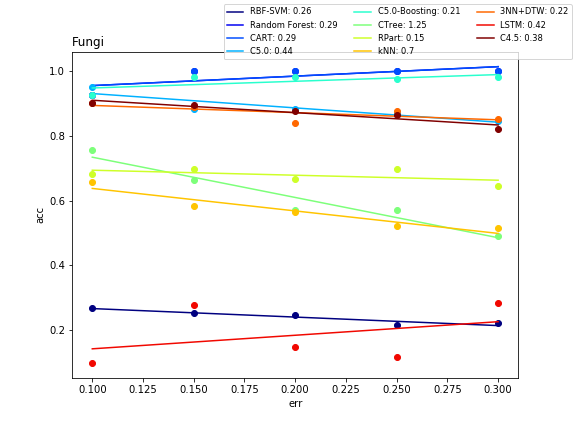 RBF-SVM: 0.26
Random Forest: 0.29
CART: 0.29
C5.0: 0.44
C5.0-Boosting: 0.21
CTree: 1.25
RPart: 0.15
kNN: 0.7
3NN+DTW: 0.22
LSTM: 0.42
C4.5: 0.38
Fungi
acc
1.0
0.8
0.6
0.4
0.2
0.100 0.125 0.150 0.175 0.200 0.225 0.250 0.275 0.300
err